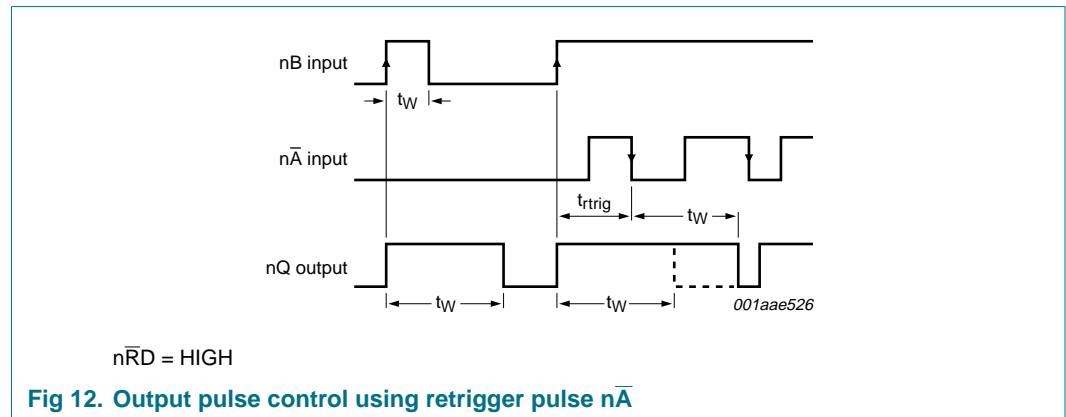 nB input
tW
nA̅ input
trtrig
tW
nQ output
tW
tW
001aae526
nR̅D = HIGH
Fig 12. Output pulse control using retrigger pulse nA̅